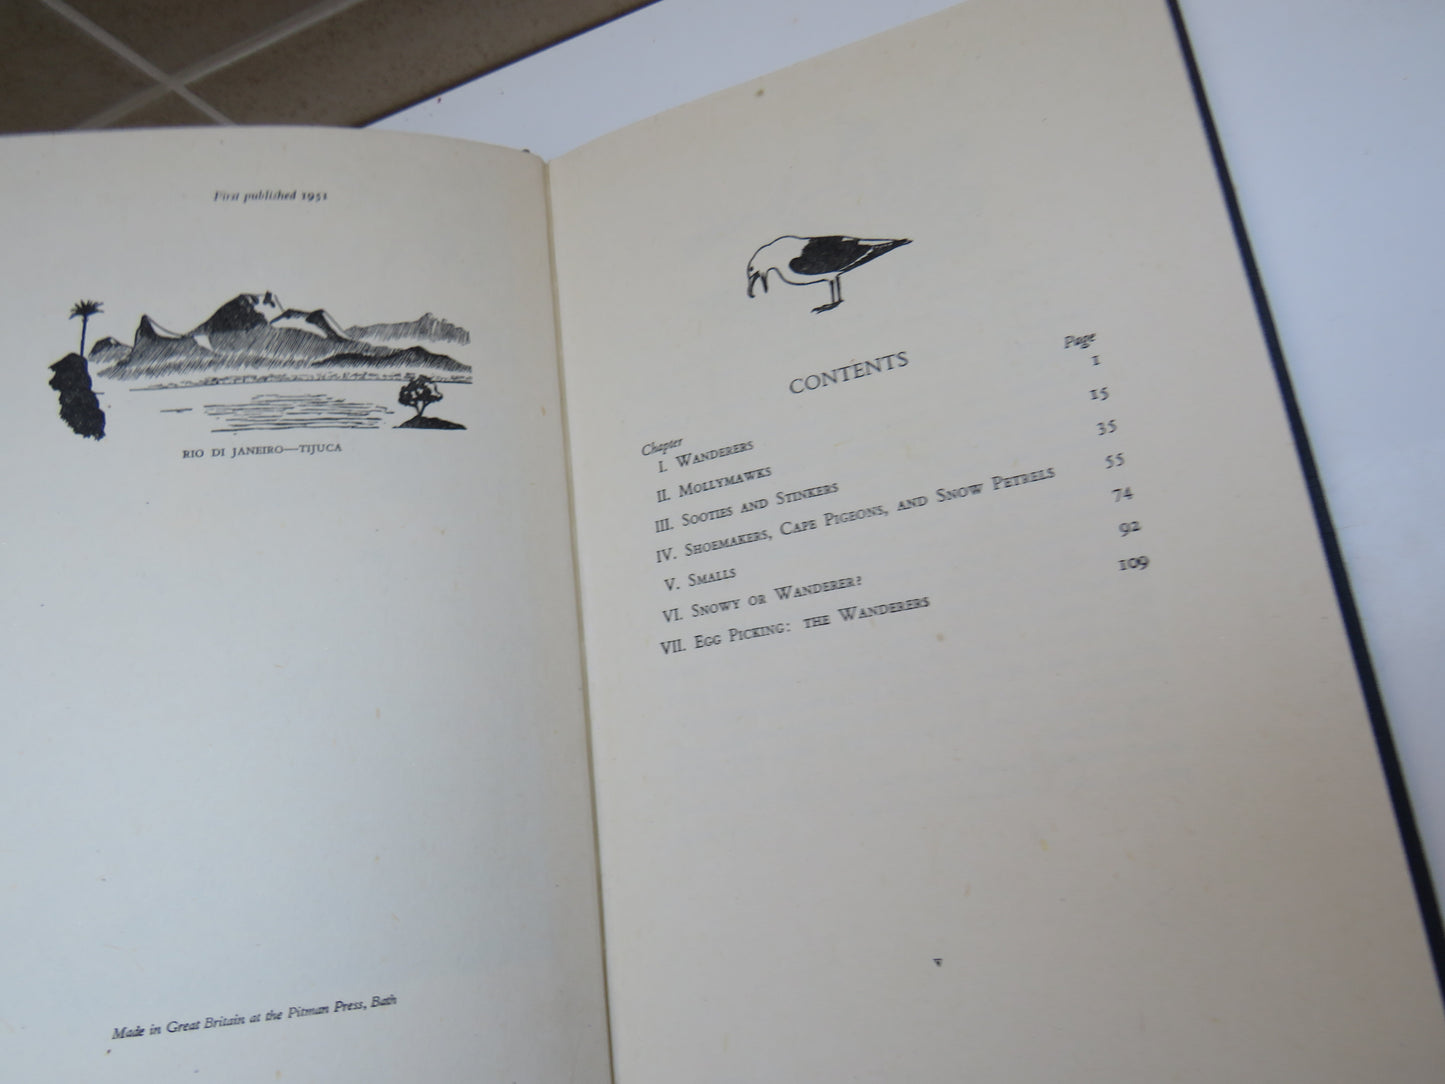 First published 1951
RIO DI JANEIRO—TIJUCA
Made in Great Britain at the Pitman Press, Bath
CONTENTS
Chapter Page
I. WANDERERS 1
II. MOLLYMAWKS 15
III. SOOTIES AND STINKERS 35
IV. SHOEMAKERS, CAPE PIGEONS, AND SNOW PETRELS 55
V. SMALLS 74
VI. SNOWY OR WANDERER? 92
VII. EGG PICKING: THE WANDERERS 109
v